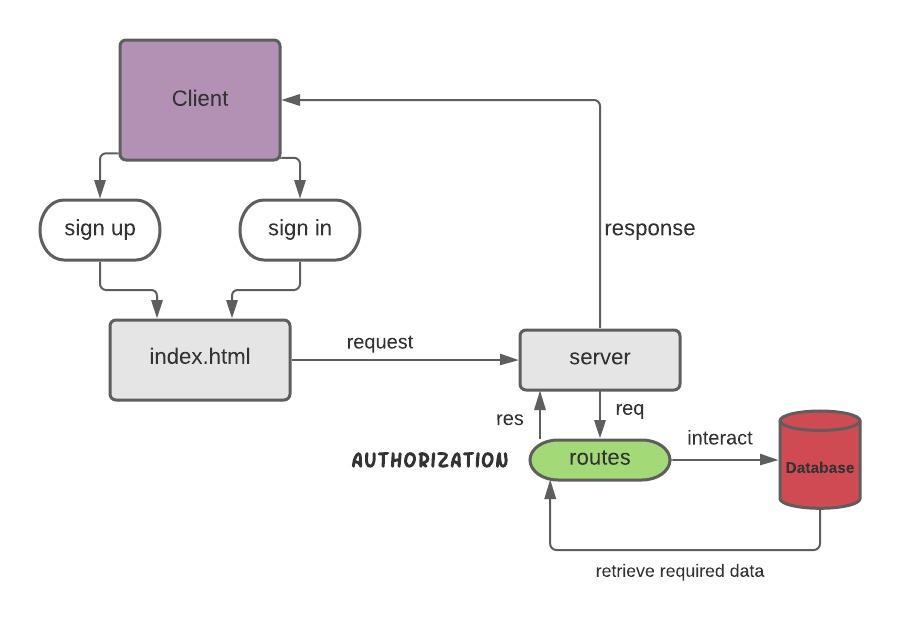 Client
sign up
sign in
response
index.html
request
server
res
req
AUTHORIZATION
routes
interact
Database
retrieve required data